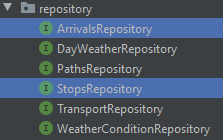 repository
ArrivalsRepository
DayWeatherRepository
PathsRepository
StopsRepository
TransportRepository
WeatherConditionRepository